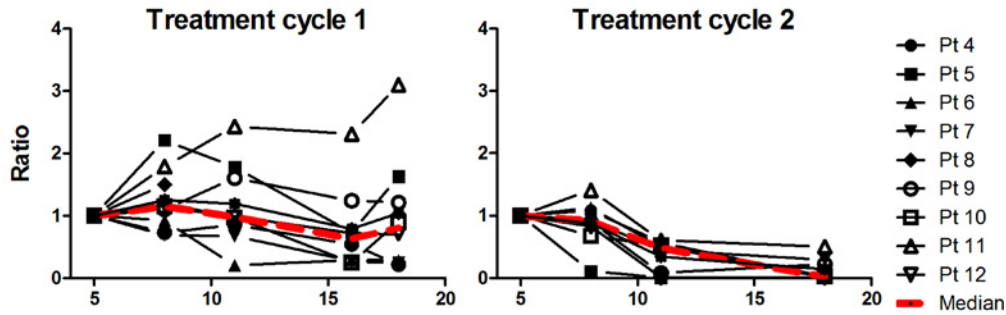 Treatment cycle 1
Treatment cycle 2
Ratio
4
3
2
1
0
5
10
15
20
4
3
2
1
0
5
10
15
20
Pt 4
Pt 5
Pt 6
Pt 7
Pt 8
Pt 9
Pt 10
Pt 11
Pt 12
Median